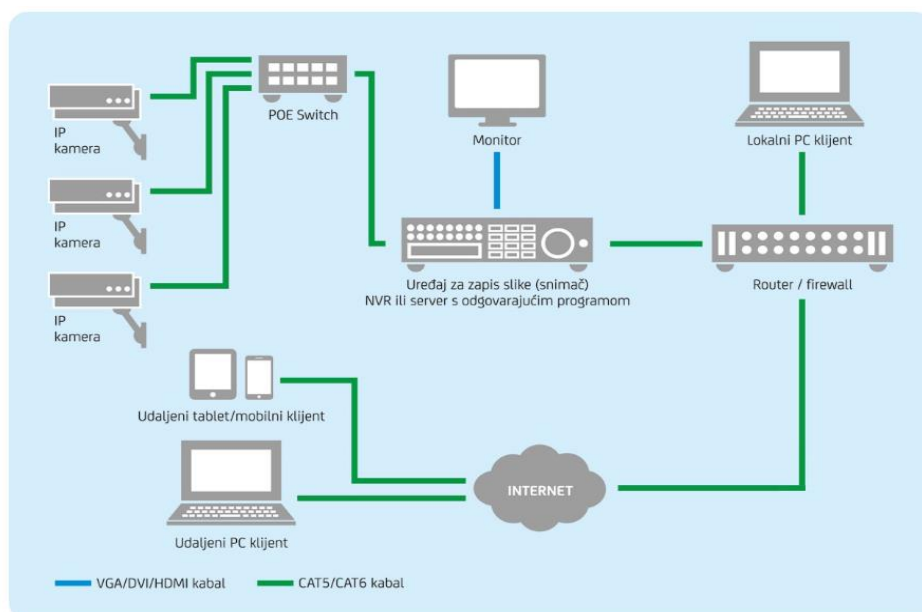 IP
kamera
IP
kamera
IP
kamera
POE Switch
Monitor
Lokalni PC klijent
Uređaj za zapis slike (snimač)
NVR ili server s odgovarajućim programom
Router / firewall
Udaljeni tablet/mobilni klijent
INTERNET
Udaljeni PC klijent
VGA/DVI/HDMI kabal
CAT5/CAT6 kabal